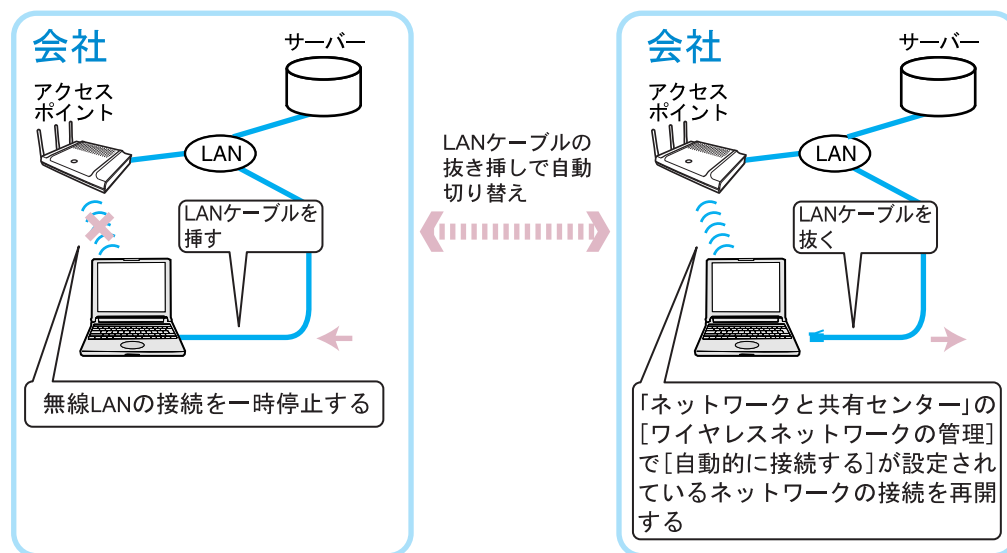 会社
サーバー
アクセス
ポイント
LAN
LANケーブルを
挿す
無線LANの接続を一時停止する
LANケーブルの
抜き挿しで自動
切り替え
会社
サーバー
アクセス
ポイント
LAN
LANケーブルを
抜く
「ネットワークと共有センター」の
[ワイヤレスネットワークの管理]
で[自動的に接続する]が設定され
ているネットワークの接続を再開
する